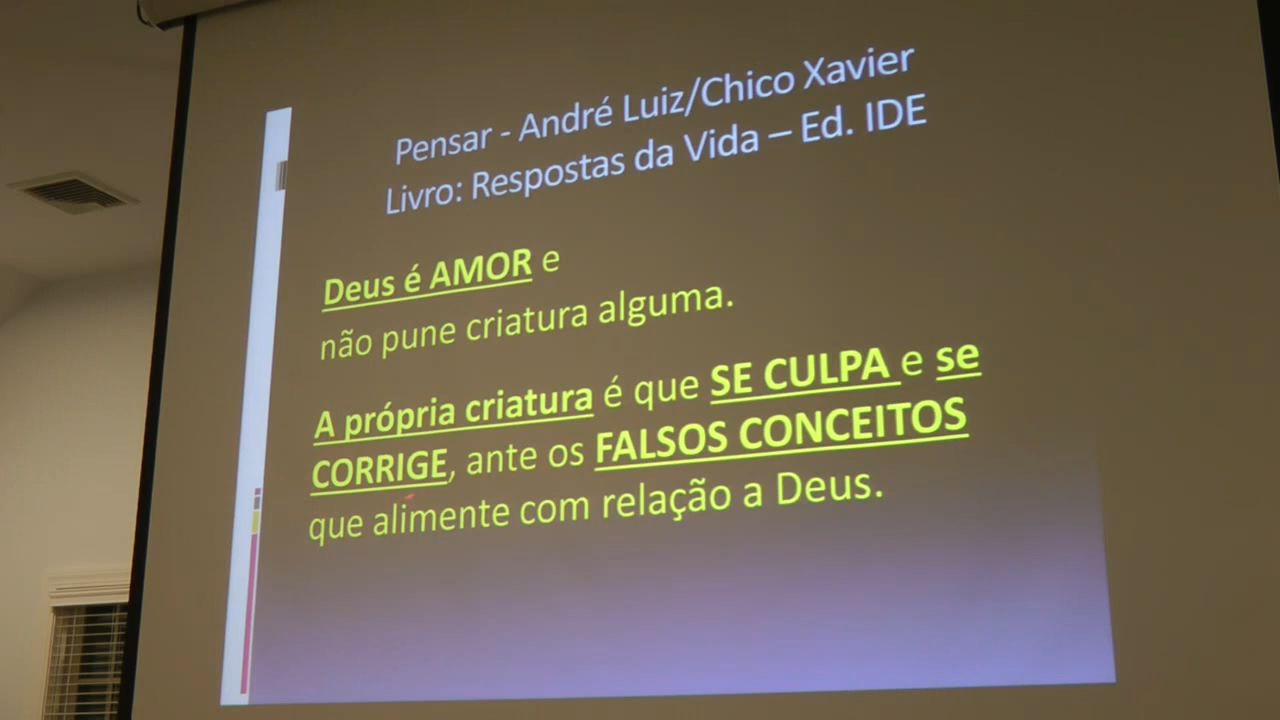 Pensar - André Luiz/Chico Xavier
Livro: Respostas da Vida – Ed. IDE
Deus é AMOR e
não pune criatura alguma.
A própria criatura é que SE CULPA e se
CORRIGE, ante os FALSOS CONCEITOS
que alimente com relação a Deus.